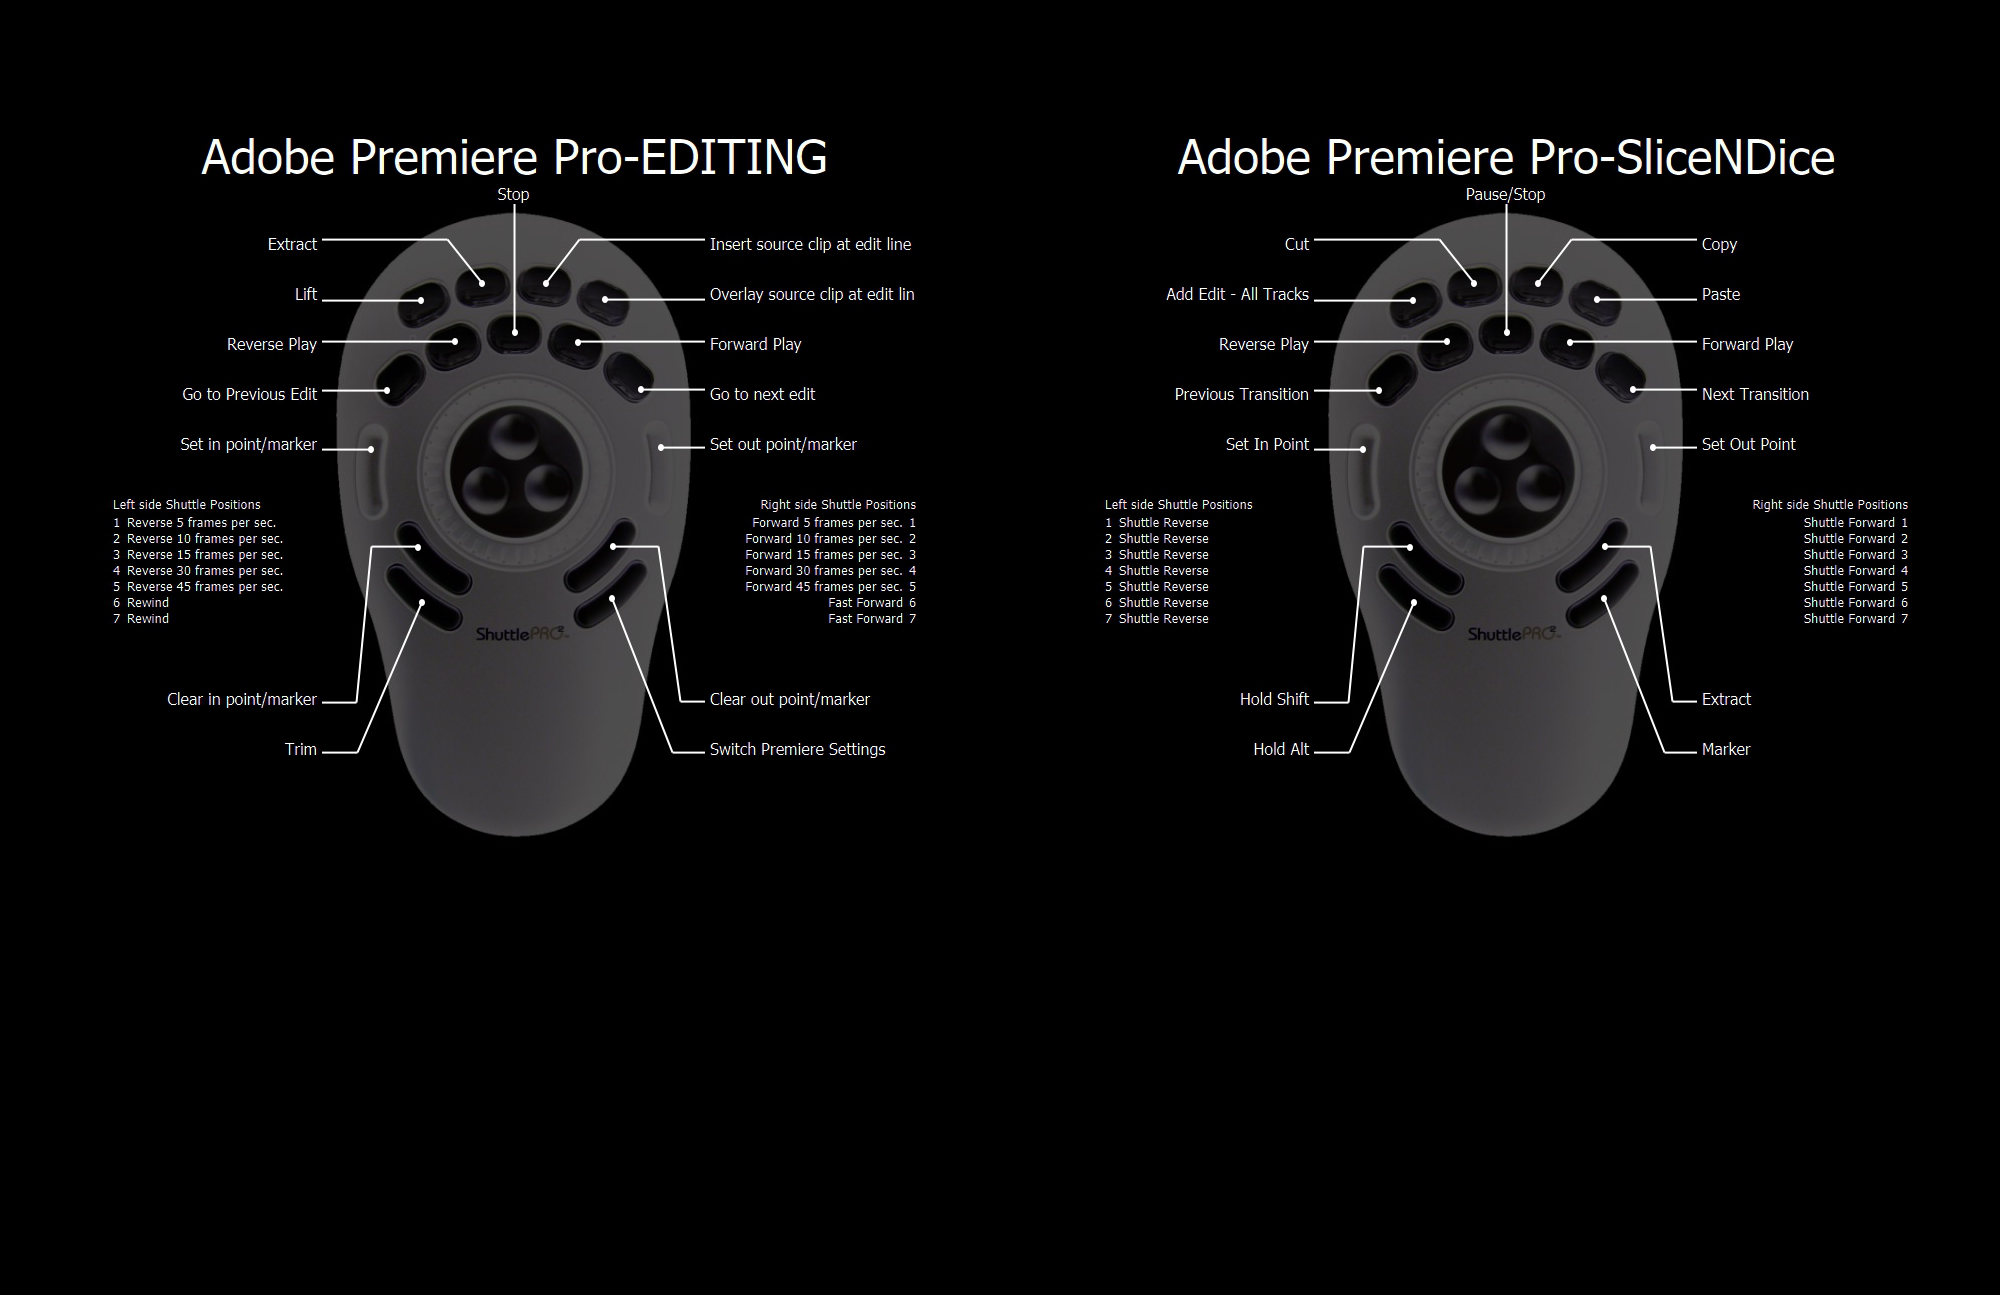 Adobe Premiere Pro-EDITING
Stop
Extract
Insert source clip at edit line
Lift
Overlay source clip at edit lin
Reverse Play
Forward Play
Go to Previous Edit
Go to next edit
Set in point/marker
Set out point/marker
Left side Shuttle Positions
1 Reverse 5 frames per sec.
2 Reverse 10 frames per sec.
3 Reverse 15 frames per sec.
4 Reverse 30 frames per sec.
5 Reverse 45 frames per sec.
6 Rewind
7 Rewind
Right side Shuttle Positions
Forward 5 frames per sec. 1
Forward 10 frames per sec. 2
Forward 15 frames per sec. 3
Forward 30 frames per sec. 4
Forward 45 frames per sec. 5
Fast Forward 6
Fast Forward 7
ShuttlePRO2™
Clear in point/marker
Clear out point/marker
Trim
Switch Premiere Settings
Adobe Premiere Pro-SliceNDice
Pause/Stop
Cut
Copy
Add Edit - All Tracks
Paste
Reverse Play
Forward Play
Previous Transition
Next Transition
Set In Point
Set Out Point
Left side Shuttle Positions
1 Shuttle Reverse
2 Shuttle Reverse
3 Shuttle Reverse
4 Shuttle Reverse
5 Shuttle Reverse
6 Shuttle Reverse
7 Shuttle Reverse
Right side Shuttle Positions
Shuttle Forward 1
Shuttle Forward 2
Shuttle Forward 3
Shuttle Forward 4
Shuttle Forward 5
Shuttle Forward 6
Shuttle Forward 7
ShuttlePRO2™
Hold Shift
Extract
Hold Alt
Marker